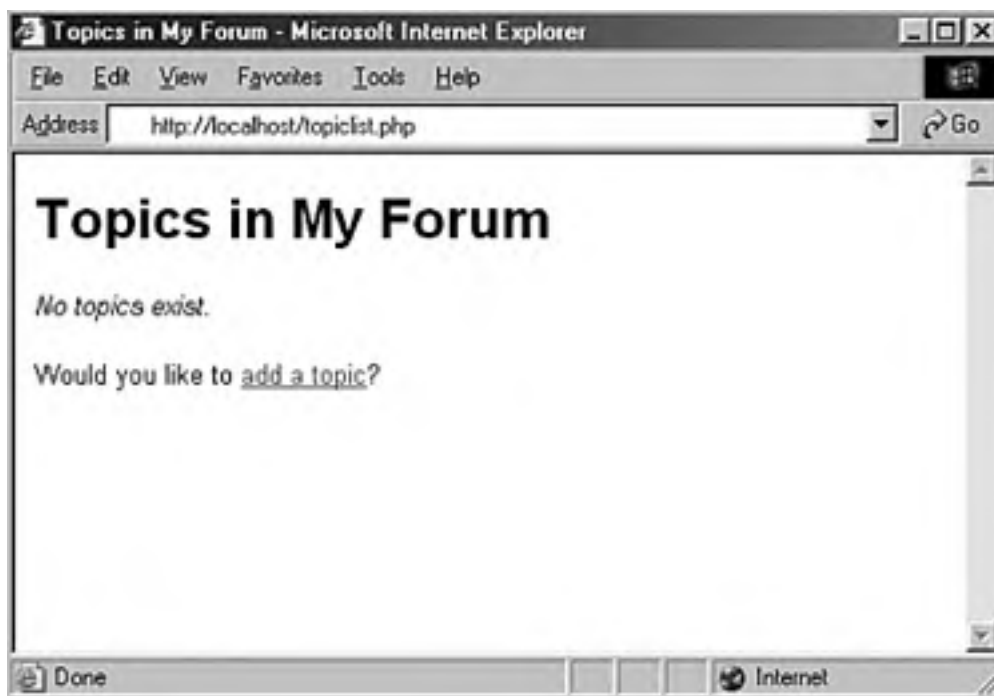 Topics in My Forum - Microsoft Internet Explorer
File Edit View Favorites Tools Help
Address http://localhost/topiclist.php Go
Topics in My Forum
No topics exist.
Would you like to add a topic?
Done Internet